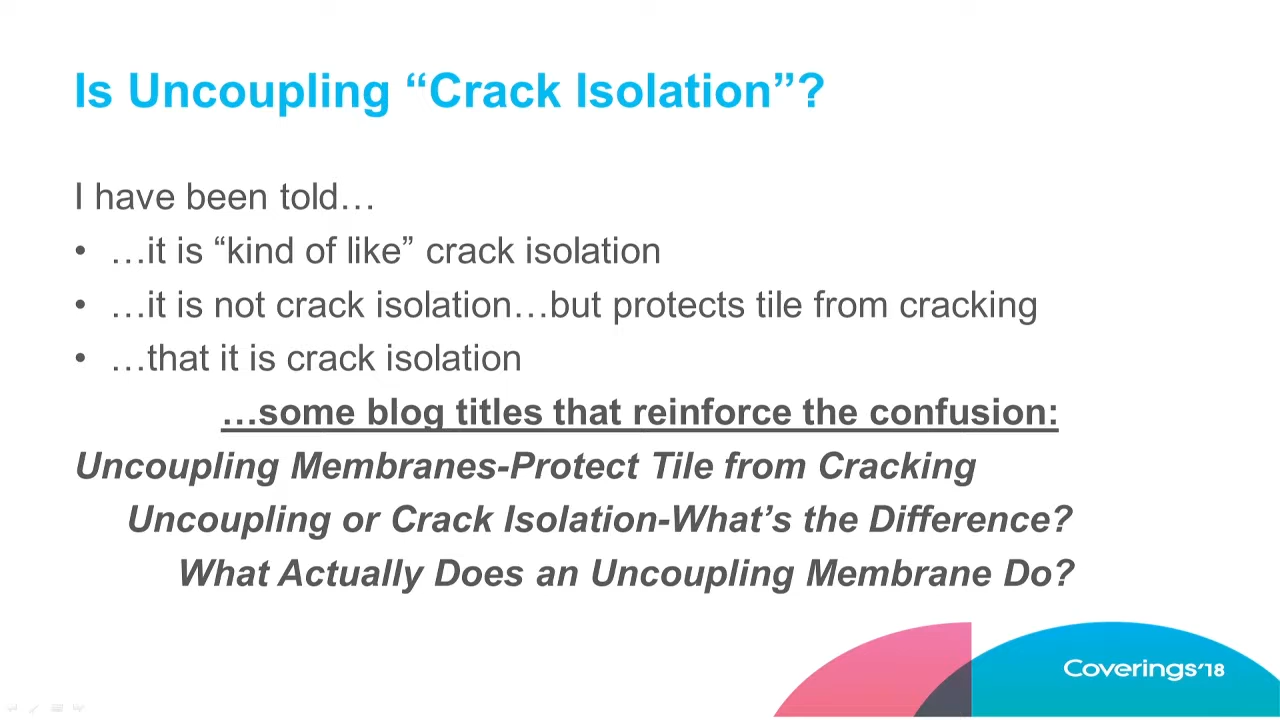 Is Uncoupling “Crack Isolation”?
I have been told…
• …it is “kind of like” crack isolation
• …it is not crack isolation…but protects tile from cracking
• …that it is crack isolation
…some blog titles that reinforce the confusion:
Uncoupling Membranes-Protect Tile from Cracking
Uncoupling or Crack Isolation-What’s the Difference?
What Actually Does an Uncoupling Membrane Do?
Coverings’18